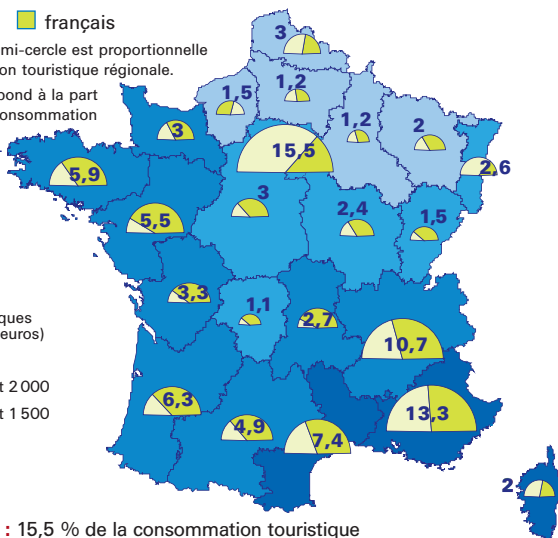 français
mi-cercle est proportionnelle
on touristique régionale.
pond à la part
consommation
3
1,5
1,2
3
1,2
2
15,5
2,6
5,9
5,5
3
2,4
1,5
3,3
1,1
2,7
10,7
ques
euros)
t 2 000
t 1 500
6,3
4,9
7,4
13,3
2
: 15,5 % de la consommation touristique